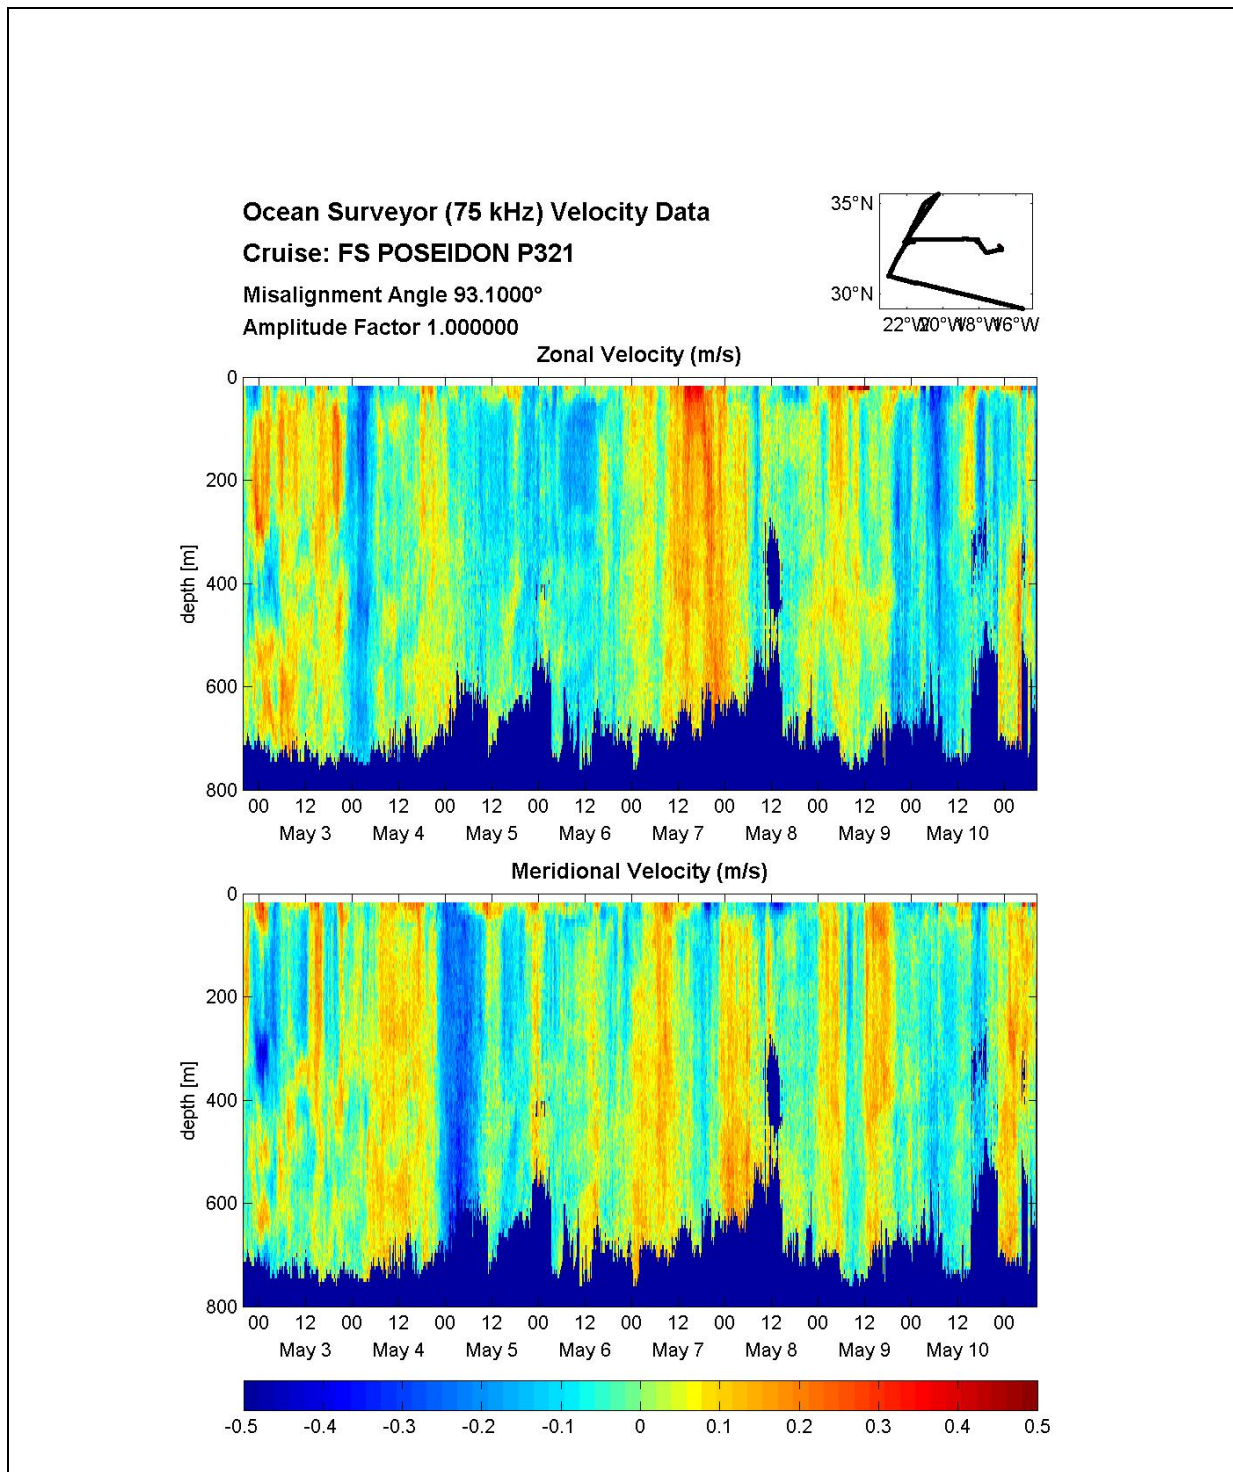 Ocean Surveyor (75 kHz) Velocity Data
Cruise: FS POSEIDON P321
Misalignment Angle 93.1000°
Amplitude Factor 1.000000
35°N
30°N
22°W 20°W 18°W 16°W
Zonal Velocity (m/s)
0
200
400
600
800
depth [m]
00 12 00 12 00 12 00 12 00 12 00 12 00 12 00 12 00
May 3 May 4 May 5 May 6 May 7 May 8 May 9 May 10
Meridional Velocity (m/s)
0
200
400
600
800
depth [m]
00 12 00 12 00 12 00 12 00 12 00 12 00 12 00 12 00
May 3 May 4 May 5 May 6 May 7 May 8 May 9 May 10
-0.5 -0.4 -0.3 -0.2 -0.1 0 0.1 0.2 0.3 0.4 0.5